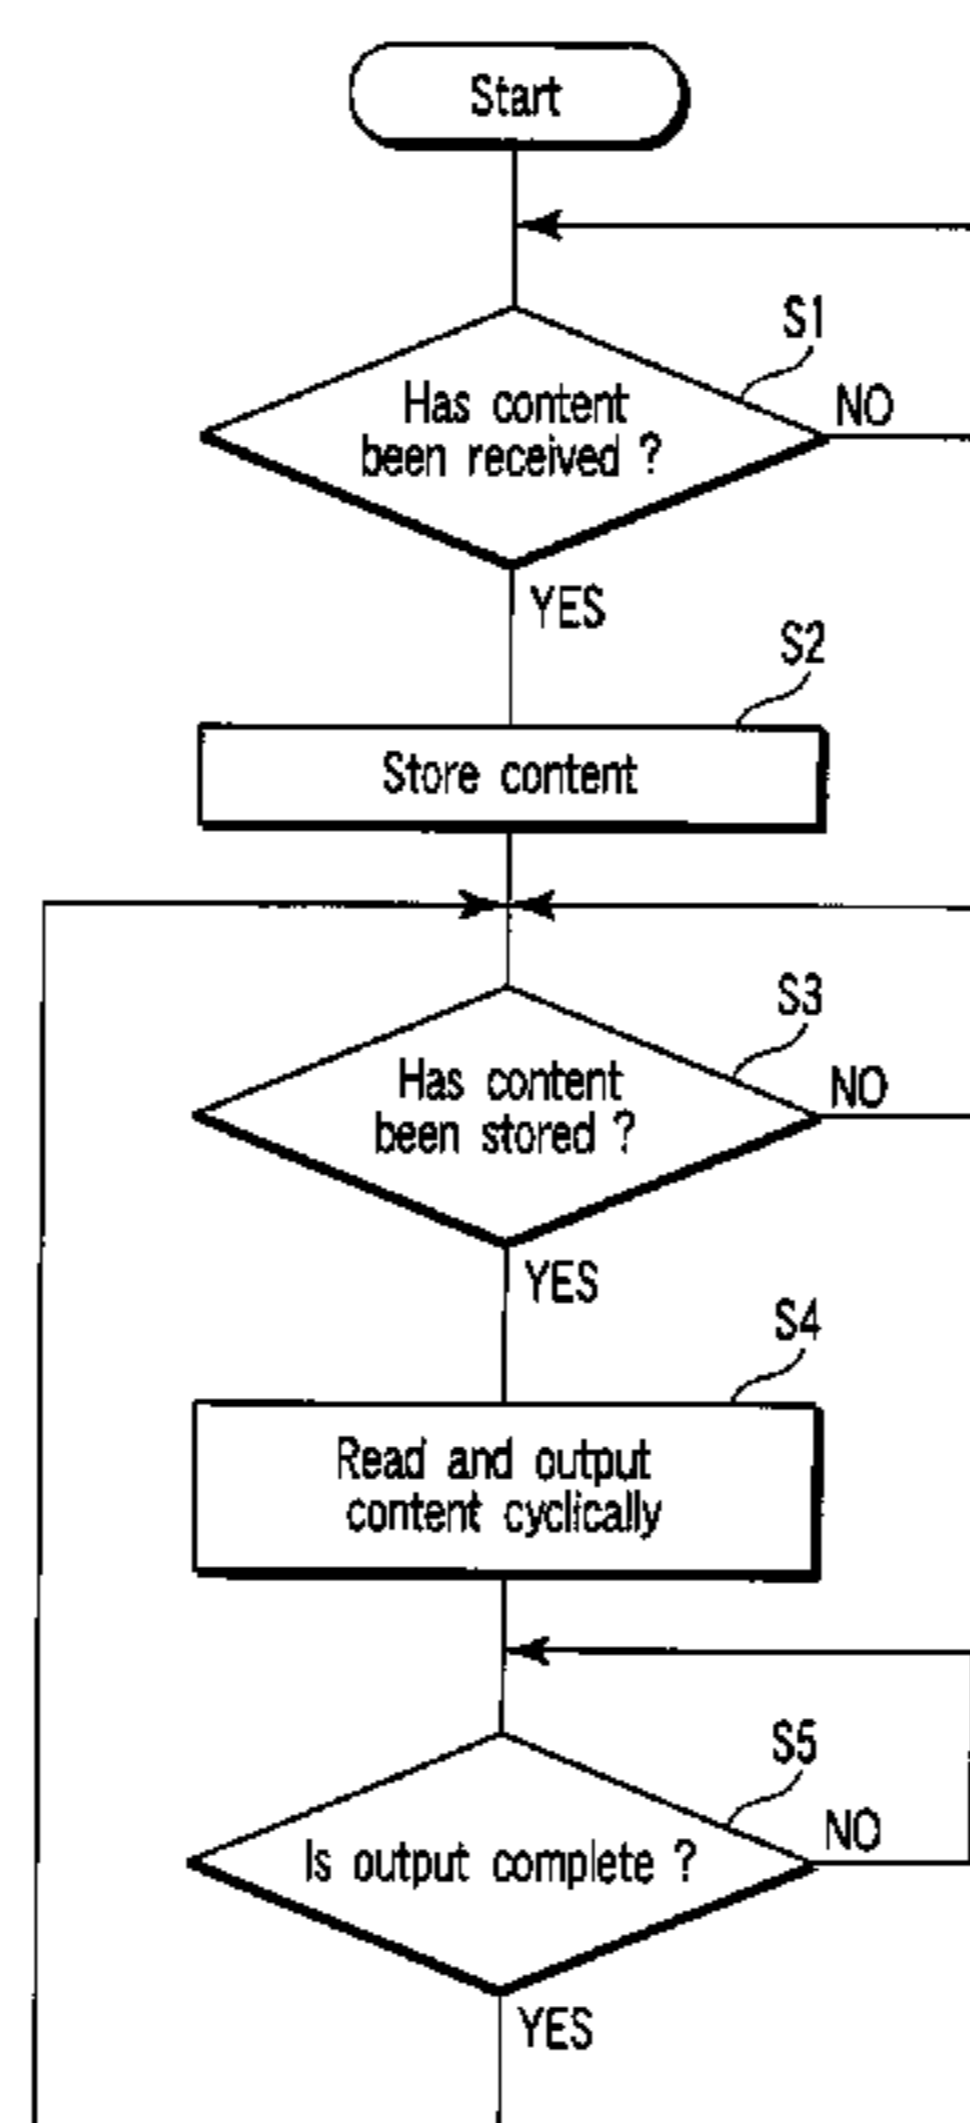 Start
S1
Has content
been received ?
NO
YES
S2
Store content
S3
Has content
been stored ?
NO
YES
S4
Read and output
content cyclically
S5
Is output complete ?
NO
YES